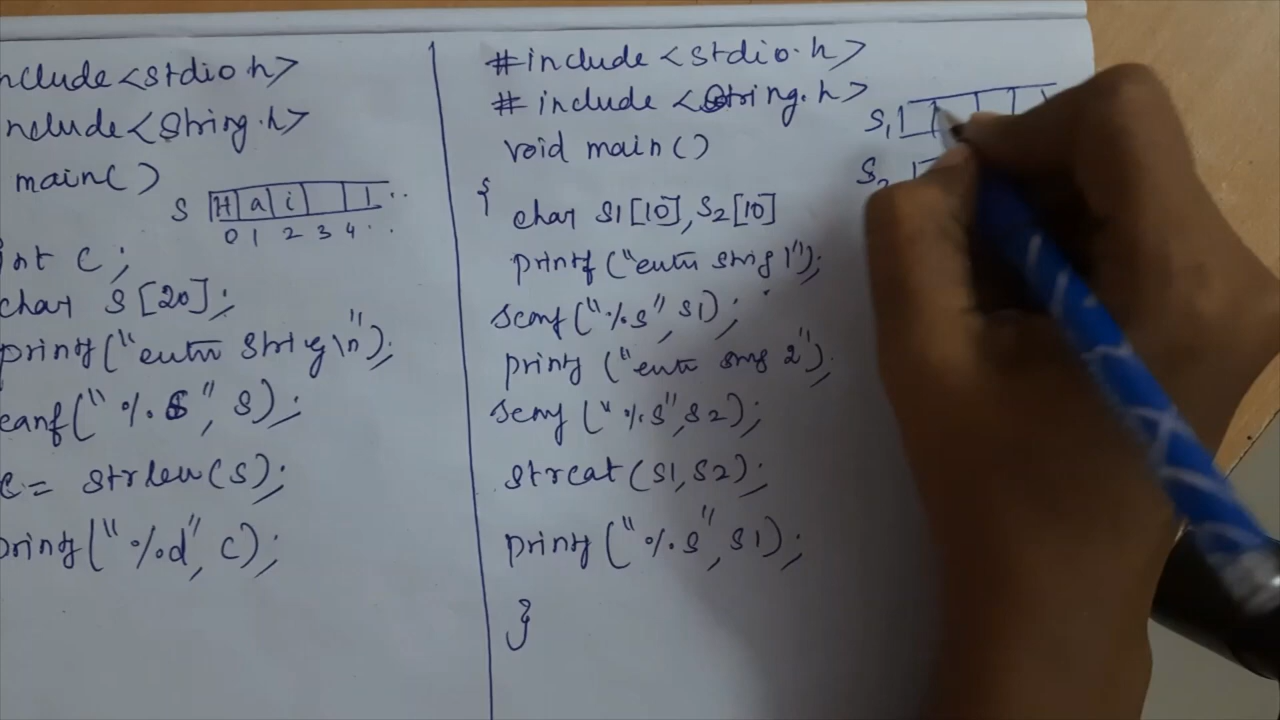 nclude<stdio h>
nclude<String.h>
main()
S H a i
0 1 2 3 4 . .
int c;
char S[20];
printf("enter string\n");
canf("%s", S);
c= strlen(S);
printf("%d", c);
#include <stdio.h>
# include <String.h>
void main()
{
char S1[10], S2[10]
printf("enter string 1");
scanf("%s", S1);
printf ("enter string 2");
scanf ("%s", S2);
strcat(S1, S2);
printf ("%s", S1);
}
S1
S2